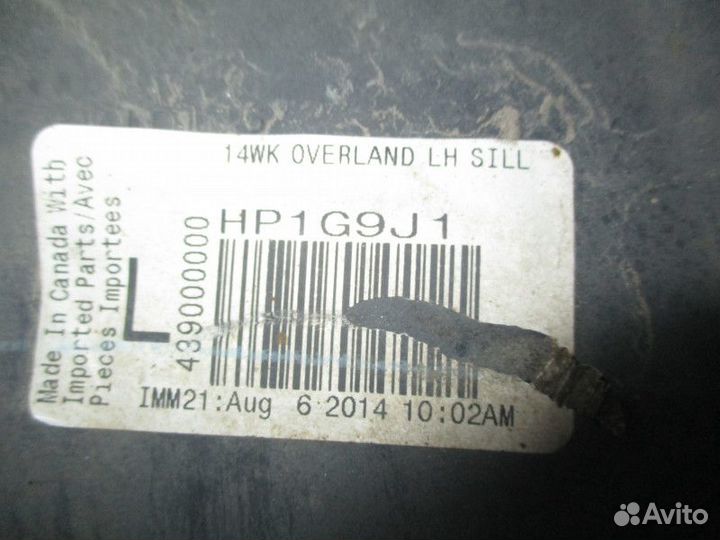 14WK OVERLAND LH SILL
HP1G9J1
439000000
L
Made In Canada With
Imported Parts/Avec
Pieces Importees
IMM21:Aug 6 2014 10:02AM
Avito